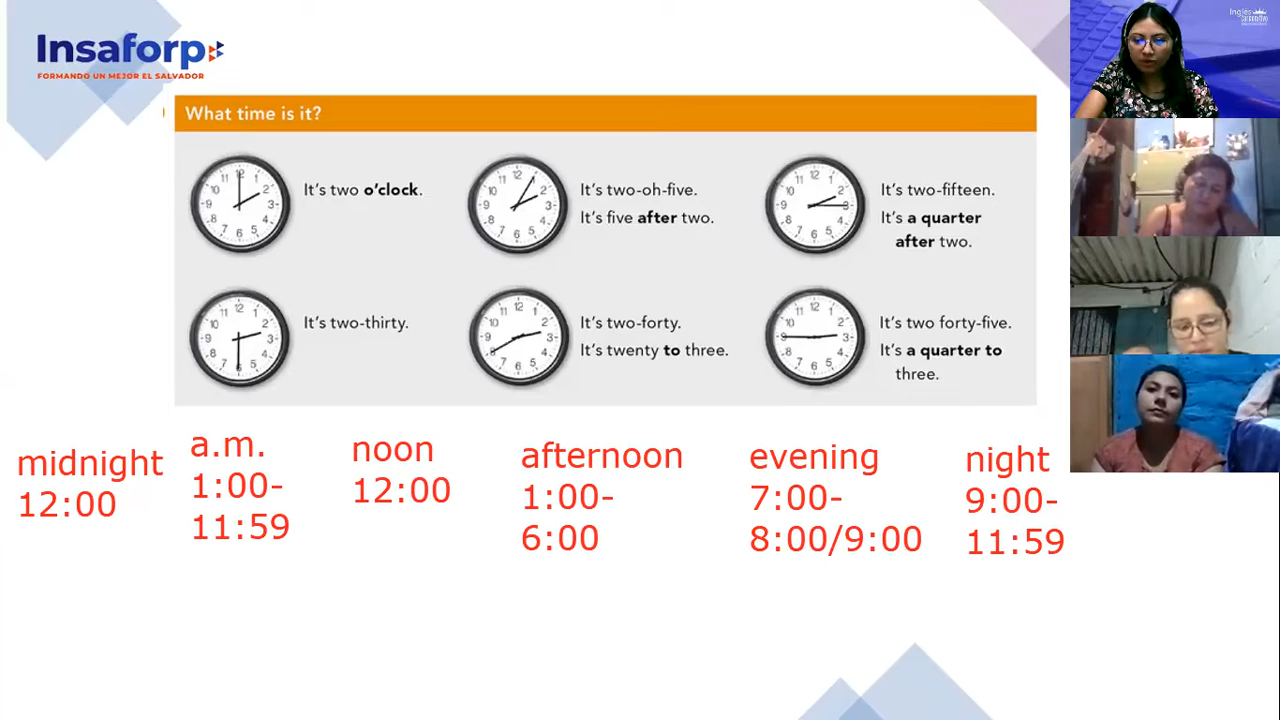 Insaforp
FORMANDO UN MEJOR EL SALVADOR
What time is it?
It's two o'clock.
It's two-oh-five.
It's five after two.
It's two-fifteen.
It's a quarter
after two.
It's two-thirty.
It's two-forty.
It's twenty to three.
It's two forty-five.
It's a quarter to
three.
midnight
12:00
a.m.
1:00-
11:59
noon
12:00
afternoon
1:00-
6:00
evening
7:00-
8:00/9:00
night
9:00-
11:59
Inglés